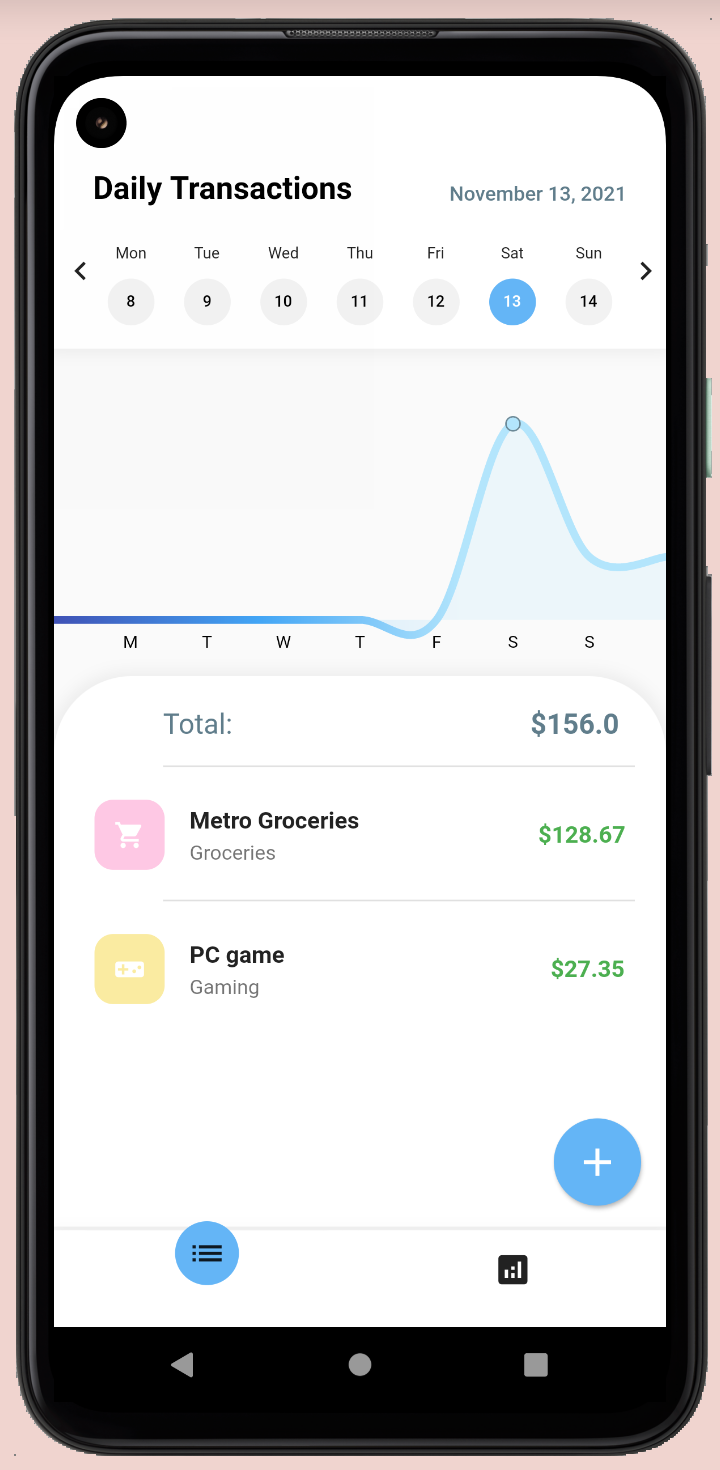 Daily Transactions
November 13, 2021
Mon Tue Wed Thu Fri Sat Sun
8 9 10 11 12 13 14
M T W T F S S
Total: $156.0
Metro Groceries
$128.67
Groceries
PC game
$27.35
Gaming